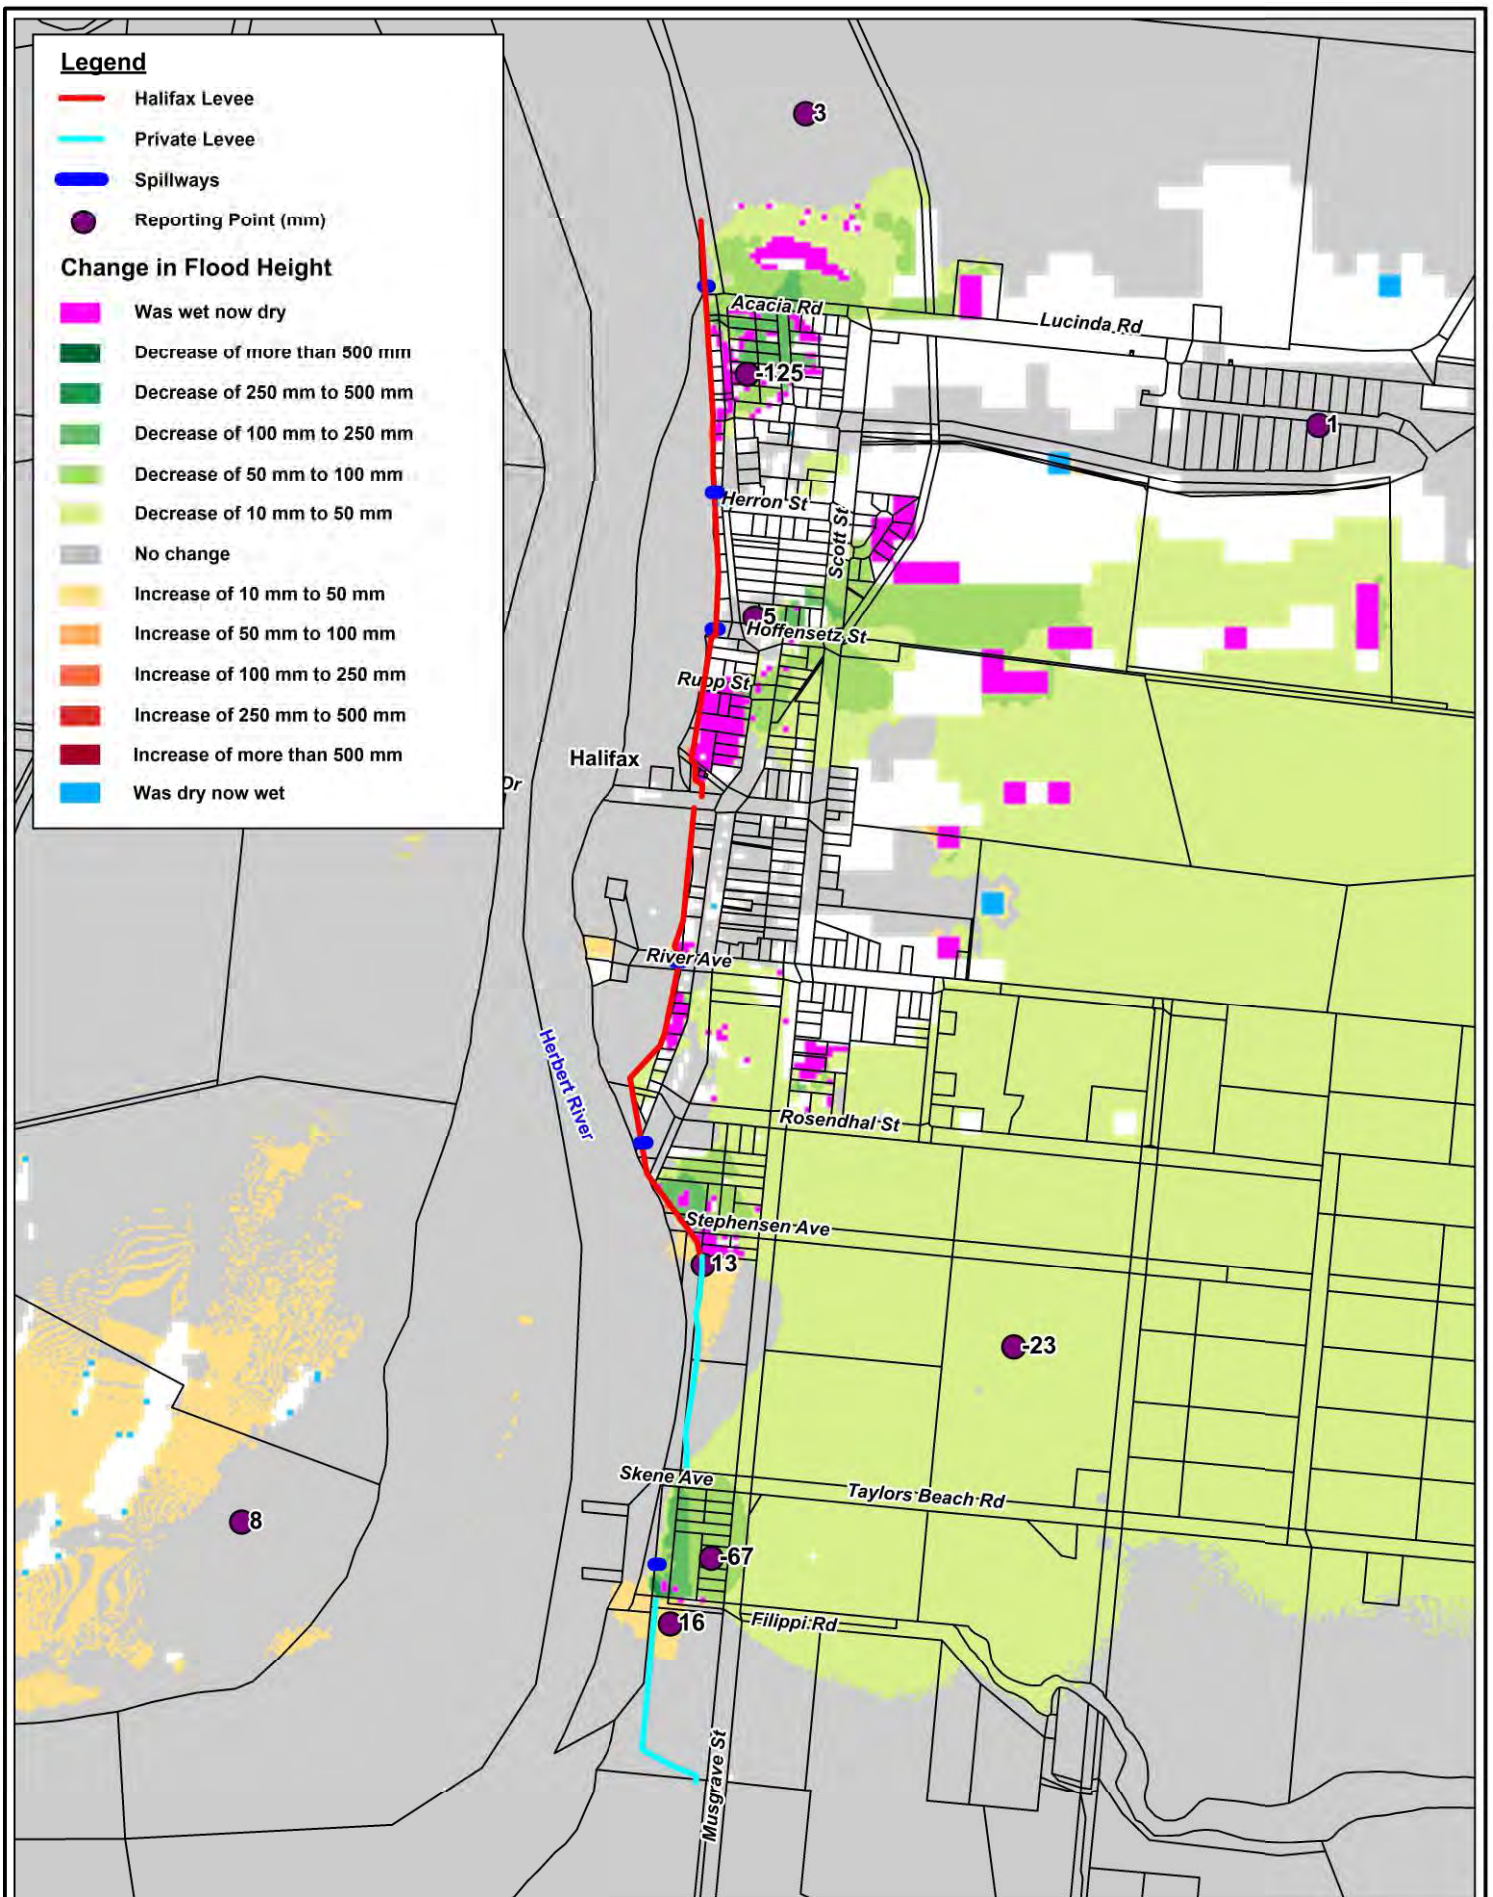 Legend
Halifax Levee
Private Levee
Spillways
Reporting Point (mm)
Change in Flood Height
Was wet now dry
Decrease of more than 500 mm
Decrease of 250 mm to 500 mm
Decrease of 100 mm to 250 mm
Decrease of 50 mm to 100 mm
Decrease of 10 mm to 50 mm
No change
Increase of 10 mm to 50 mm
Increase of 50 mm to 100 mm
Increase of 100 mm to 250 mm
Increase of 250 mm to 500 mm
Increase of more than 500 mm
Was dry now wet
3
Acacia Rd
Lucinda Rd
-125
1
Herron St
Scott St
5
Hoffensetz St
Rupp St
Halifax
Dr
River Ave
Herbert River
Rosendhal St
Stephensen Ave
13
-23
Skene Ave
Taylors Beach Rd
8
-67
16
Filippi Rd
Musgrave St